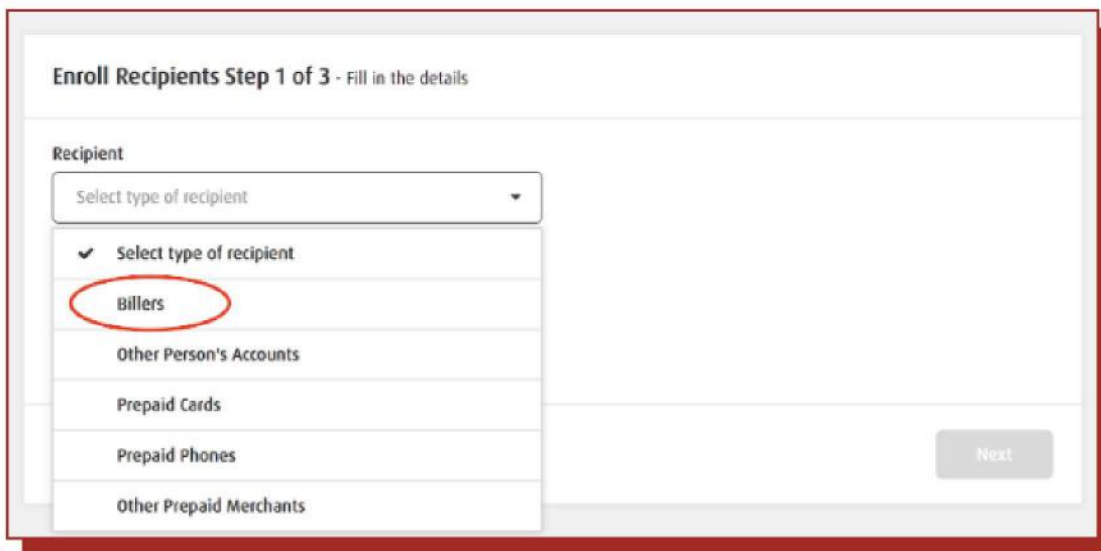 Enroll Recipients Step 1 of 3 - Fill in the details
Recipient
Select type of recipient
Select type of recipient
Billers
Other Person's Accounts
Prepaid Cards
Prepaid Phones
Other Prepaid Merchants
Next